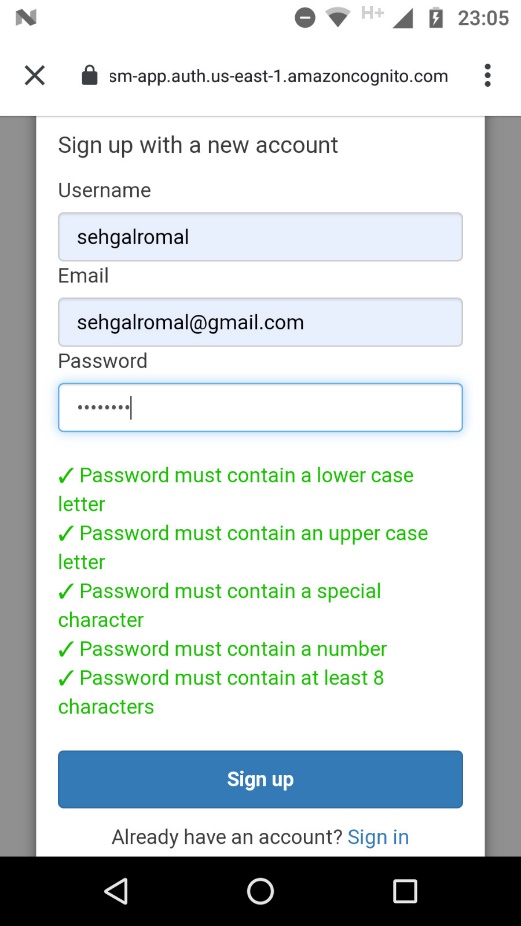 H+ 23:05
sm-app.auth.us-east-1.amazoncognito.com
Sign up with a new account
Username
sehgalromal
Email
sehgalromal@gmail.com
Password
••••••••
✓ Password must contain a lower case
letter
✓ Password must contain an upper case
letter
✓ Password must contain a special
character
✓ Password must contain a number
✓ Password must contain at least 8
characters
Sign up
Already have an account? Sign in